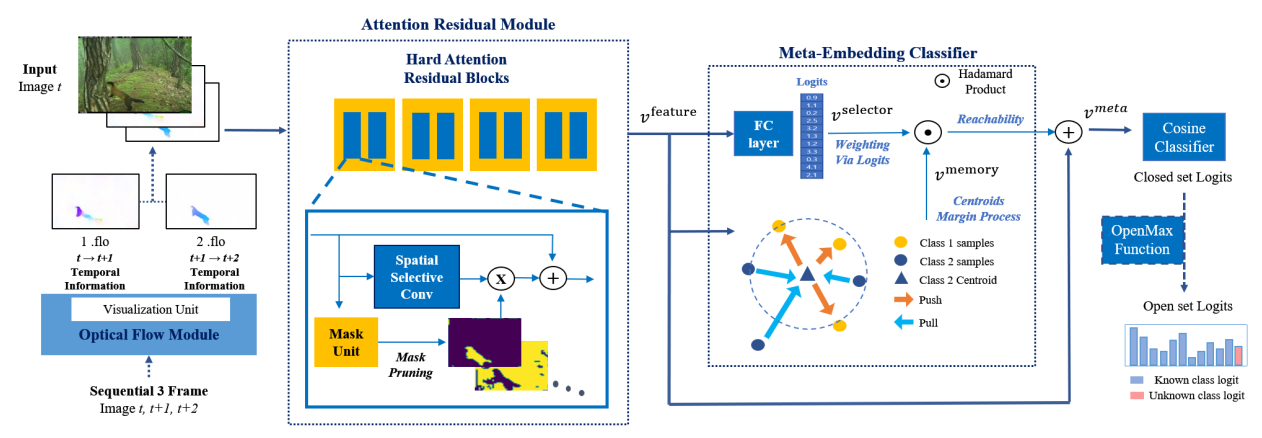 Attention Residual Module
Input
Image t
Hard Attention
Residual Blocks
1 .flo
t → t+1
Temporal
Information
2 .flo
t+1 → t+2
Temporal
Information
Visualization Unit
Optical Flow Module
Sequential 3 Frame
Image t, t+1, t+2
Spatial
Selective
Conv
X
+
Mask
Unit
Mask
Pruning
v^feature
Meta-Embedding Classifier
Hadamard
Product
Logits
0.9
1.1
0.2
2.5
3.2
1.3
1.2
3.3
0.3
4.1
2.1
FC
layer
v^selector
Weighting
Via Logits
Reachability
v^memory
Centroids
Margin Process
Class 1 samples
Class 2 samples
Class 2 Centroid
Push
Pull
+
v^meta
Cosine
Classifier
Closed set Logits
OpenMax
Function
Open set Logits
Known class logit
Unknown class logit